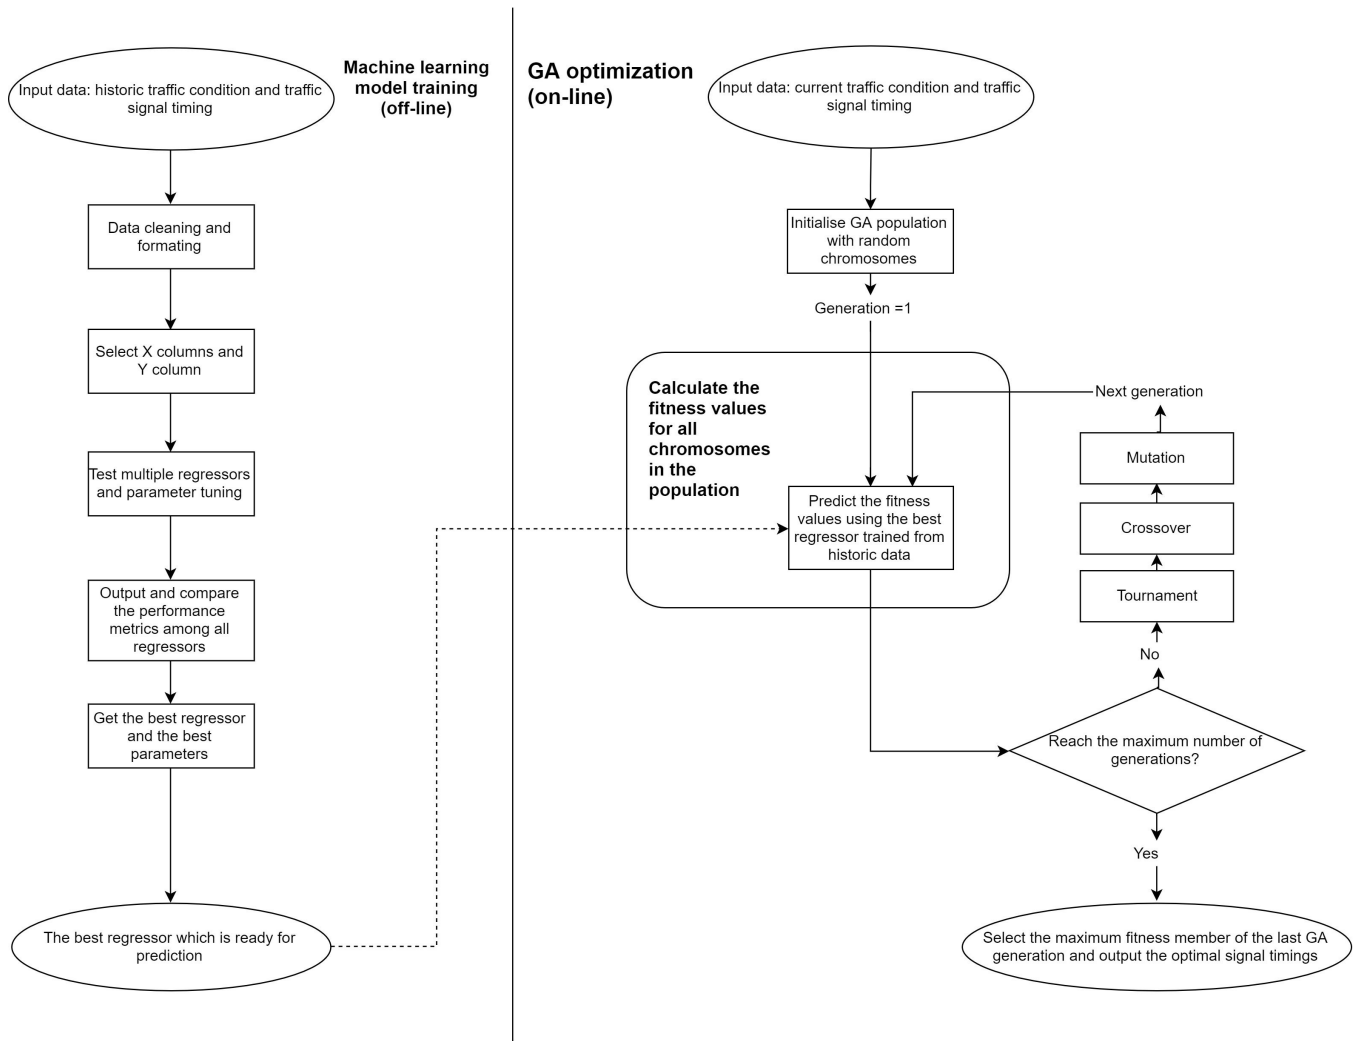 Input data: historic traffic condition and traffic
signal timing
Machine learning
model training
(off-line)
Data cleaning and
formating
Select X columns and
Y column
Test multiple regressors
and parameter tuning
Output and compare
the performance
metrics among all
regressors
Get the best regressor
and the best
parameters
The best regressor which is ready for
prediction
GA optimization
(on-line)
Input data: current traffic condition and traffic
signal timing
Initialise GA population
with random
chromosomes
Generation =1
Calculate the
fitness values
for all
chromosomes
in the
population
Predict the fitness
values using the best
regressor trained from
historic data
Next generation
Mutation
Crossover
Tournament
No
Reach the maximum number of
generations?
Yes
Select the maximum fitness member of the last GA
generation and output the optimal signal timings